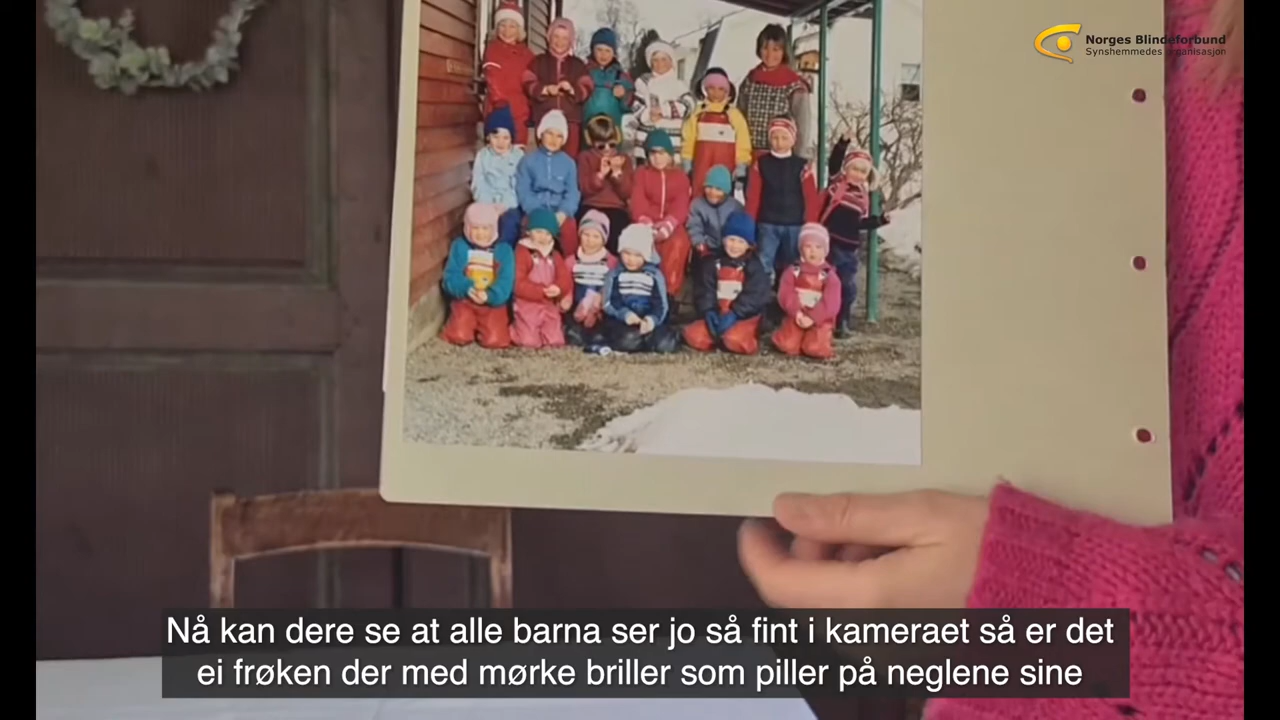 Norges Blindeforbund
Synshemmedes organisasjon
Nå kan dere se at alle barna ser jo så fint i kameraet så er det
ei frøken der med mørke briller som piller på neglene sine